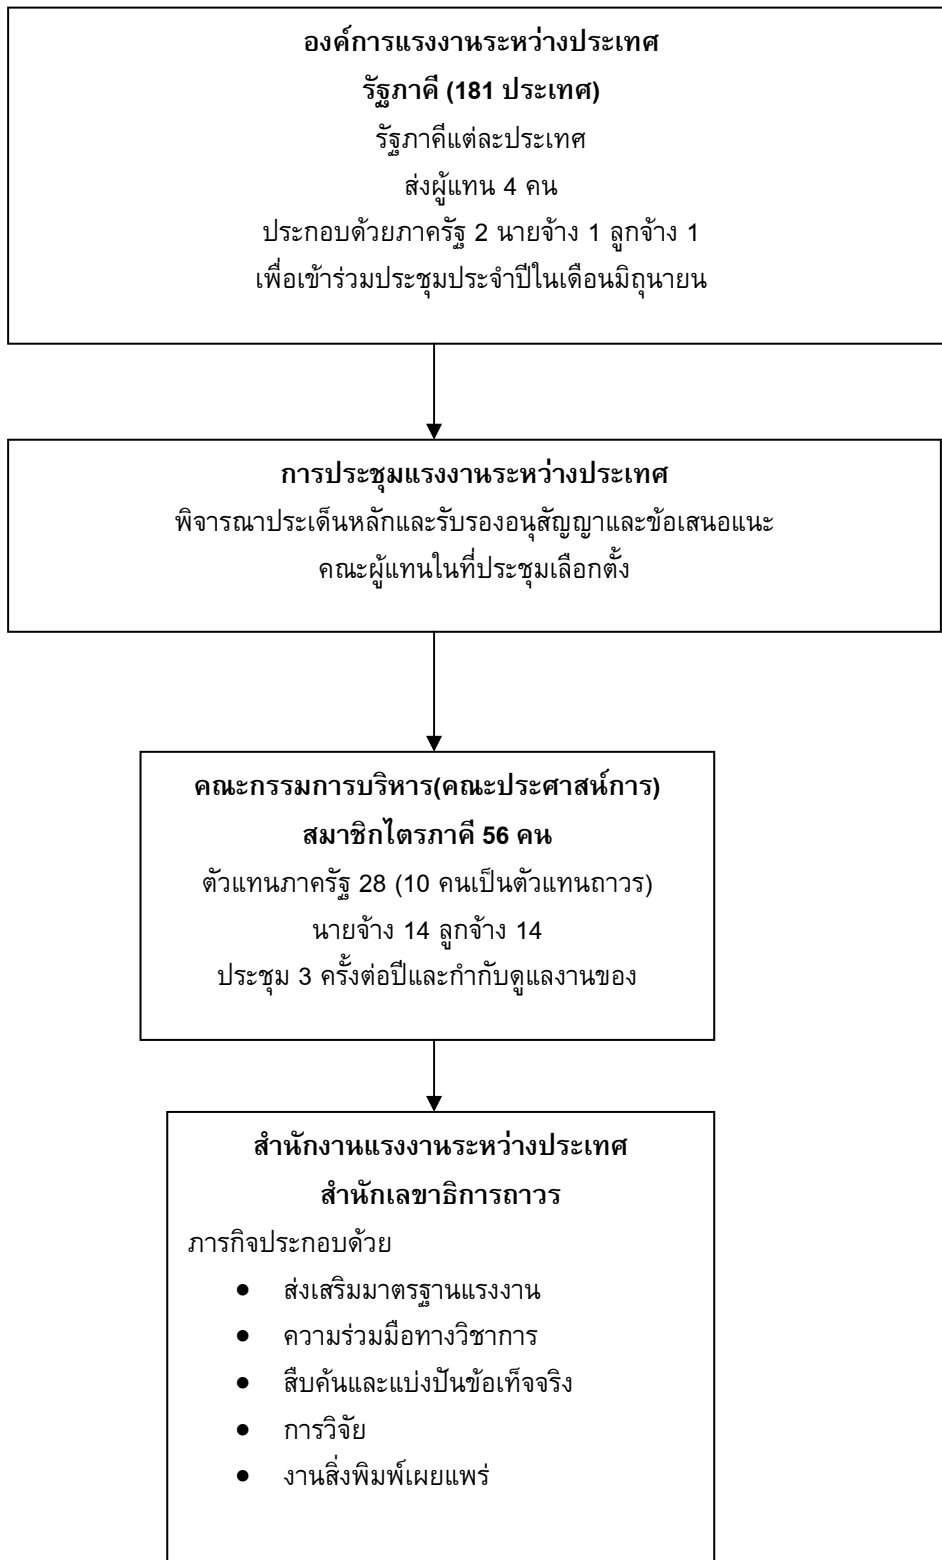 องค์การแรงงานระหว่างประเทศ
รัฐภาคี (181 ประเทศ)
รัฐภาคีแต่ละประเทศ
ส่งผู้แทน 4 คน
ประกอบด้วยภาครัฐ 2 นายจ้าง 1 ลูกจ้าง 1
เพื่อเข้าร่วมประชุมประจำปีในเดือนมิถุนายน
การประชุมแรงงานระหว่างประเทศ
พิจารณาประเด็นหลักและรับรองอนุสัญญาและข้อเสนอแนะ
คณะผู้แทนในที่ประชุมเลือกตั้ง
คณะกรรมการบริหาร(คณะประศาสน์การ)
สมาชิกไตรภาคี 56 คน
ตัวแทนภาครัฐ 28 (10 คนเป็นตัวแทนถาวร)
นายจ้าง 14 ลูกจ้าง 14
ประชุม 3 ครั้งต่อปีและกำกับดูแลงานของ
สำนักงานแรงงานระหว่างประเทศ
สำนักเลขาธิการถาวร
ภารกิจประกอบด้วย
• ส่งเสริมมาตรฐานแรงงาน
• ความร่วมมือทางวิชาการ
• สืบค้นและแบ่งปันข้อเท็จจริง
• การวิจัย
• งานสิ่งพิมพ์เผยแพร่